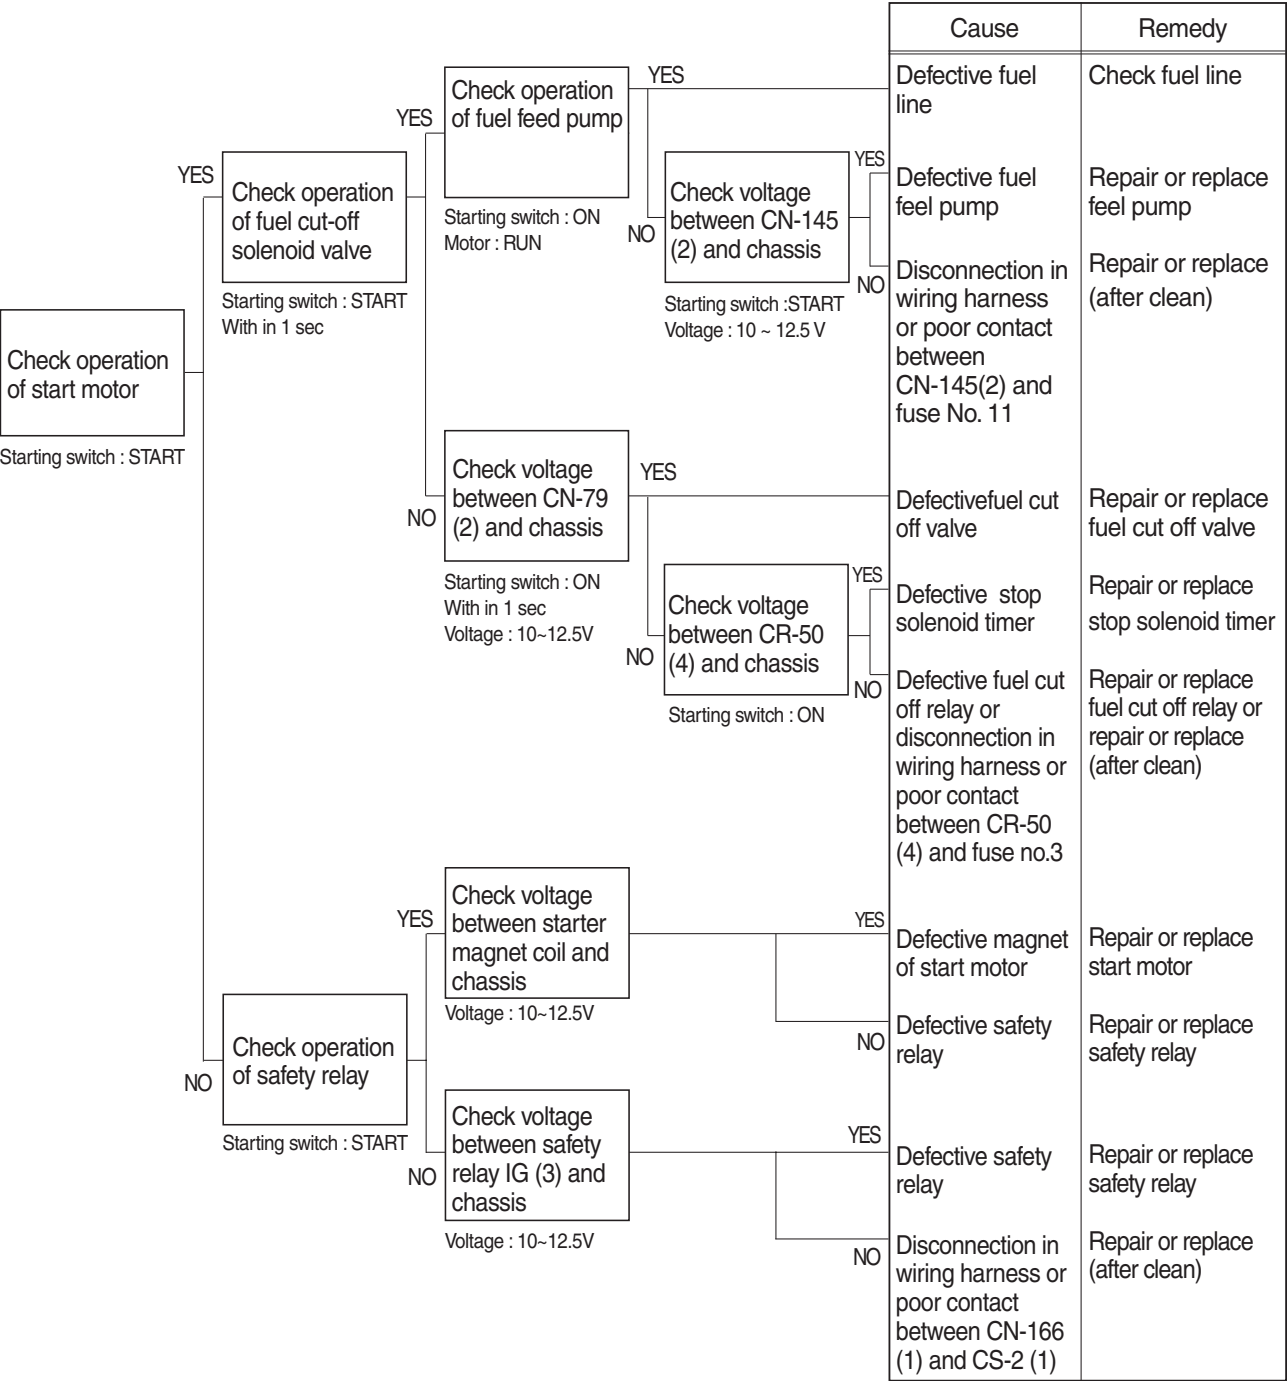 Cause
Remedy
Check operation
of start motor
Starting switch : START
YES
NO
Check operation
of fuel cut-off
solenoid valve
Starting switch : START
With in 1 sec
YES
NO
Check operation
of fuel feed pump
Starting switch : ON
Motor : RUN
YES
NO
Defective fuel
line
Check fuel line
Check voltage
between CN-145
(2) and chassis
Starting switch :START
Voltage : 10 ~ 12.5 V
YES
NO
Defective fuel
feel pump
Repair or replace
feel pump
Disconnection in
wiring harness
or poor contact
between
CN-145(2) and
fuse No. 11
Repair or replace
(after clean)
Check voltage
between CN-79
(2) and chassis
Starting switch : ON
With in 1 sec
Voltage : 10~12.5V
YES
NO
Defectivefuel cut
off valve
Repair or replace
fuel cut off valve
Check voltage
between CR-50
(4) and chassis
Starting switch : ON
YES
NO
Defective stop
solenoid timer
Repair or replace
stop solenoid timer
Defective fuel cut
off relay or
disconnection in
wiring harness or
poor contact
between CR-50
(4) and fuse no.3
Repair or replace
fuel cut off relay or
repair or replace
(after clean)
Check operation
of safety relay
Starting switch : START
YES
NO
Check voltage
between starter
magnet coil and
chassis
Voltage : 10~12.5V
YES
NO
Defective magnet
of start motor
Repair or replace
start motor
Defective safety
relay
Repair or replace
safety relay
Check voltage
between safety
relay IG (3) and
chassis
Voltage : 10~12.5V
YES
NO
Defective safety
relay
Repair or replace
safety relay
Disconnection in
wiring harness or
poor contact
between CN-166
(1) and CS-2 (1)
Repair or replace
(after clean)